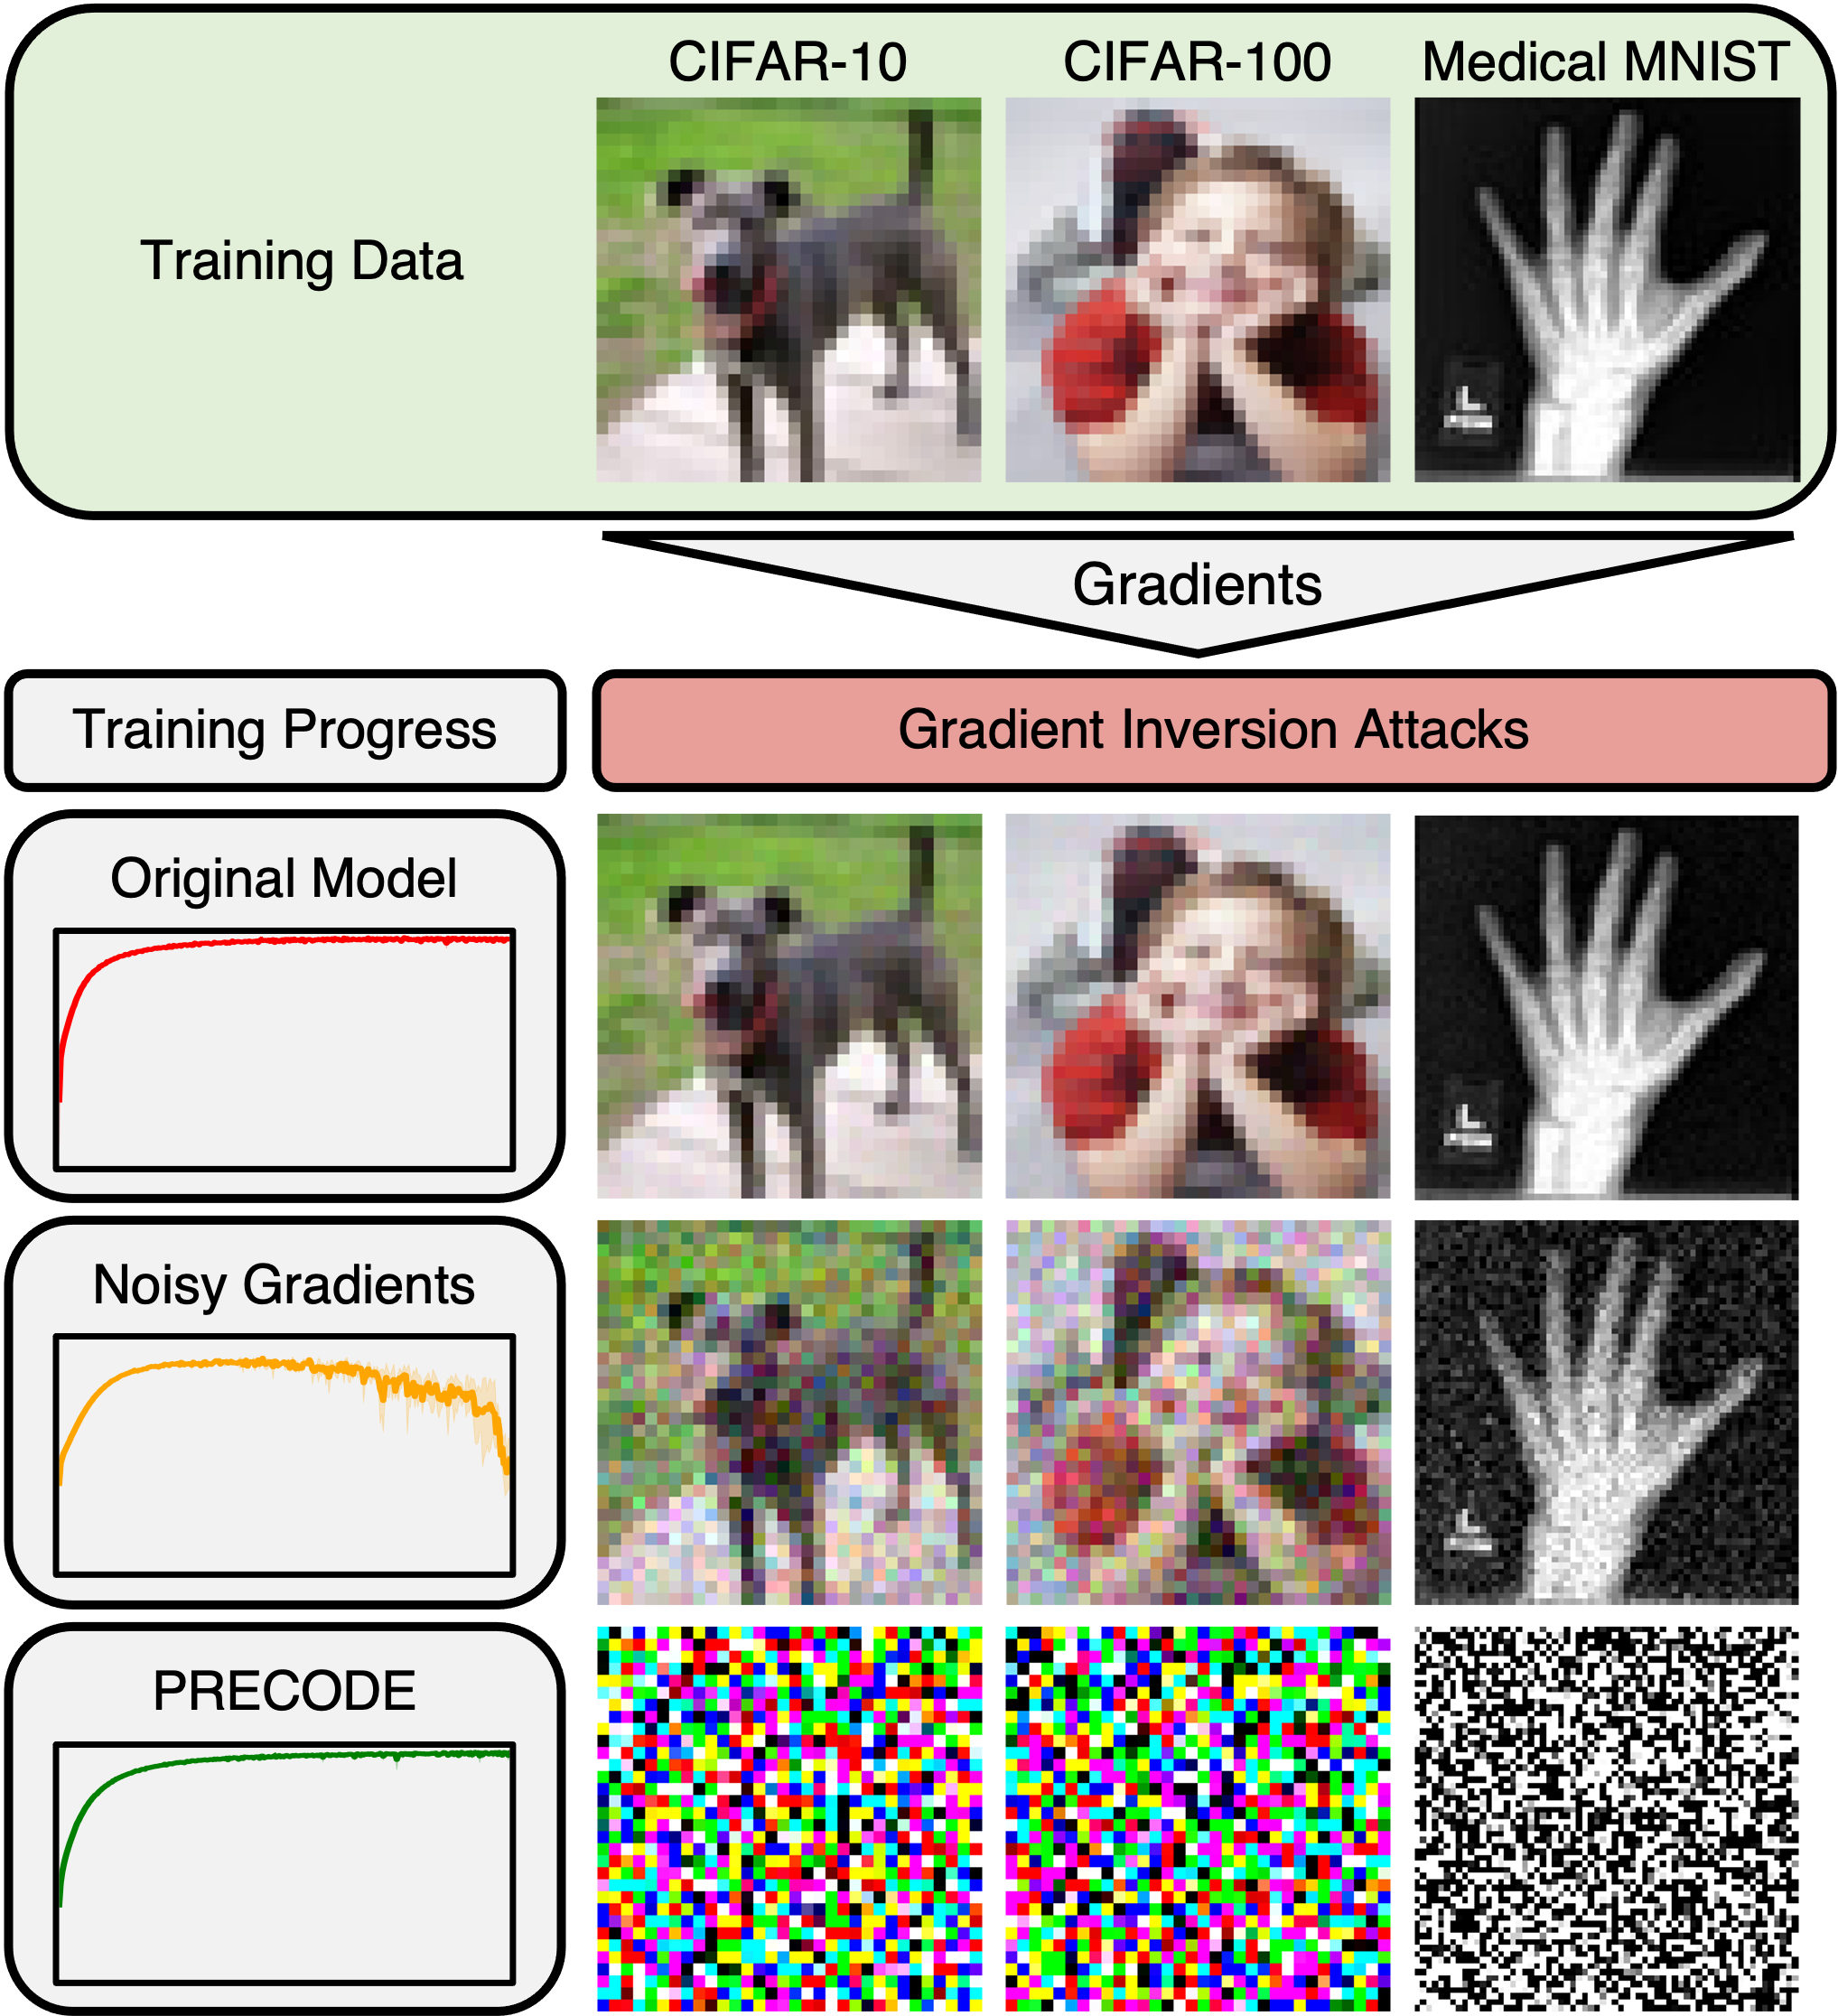 CIFAR-10 CIFAR-100 Medical MNIST
Training Data
Gradients
Training Progress
Gradient Inversion Attacks
Original Model
Noisy Gradients
PRECODE